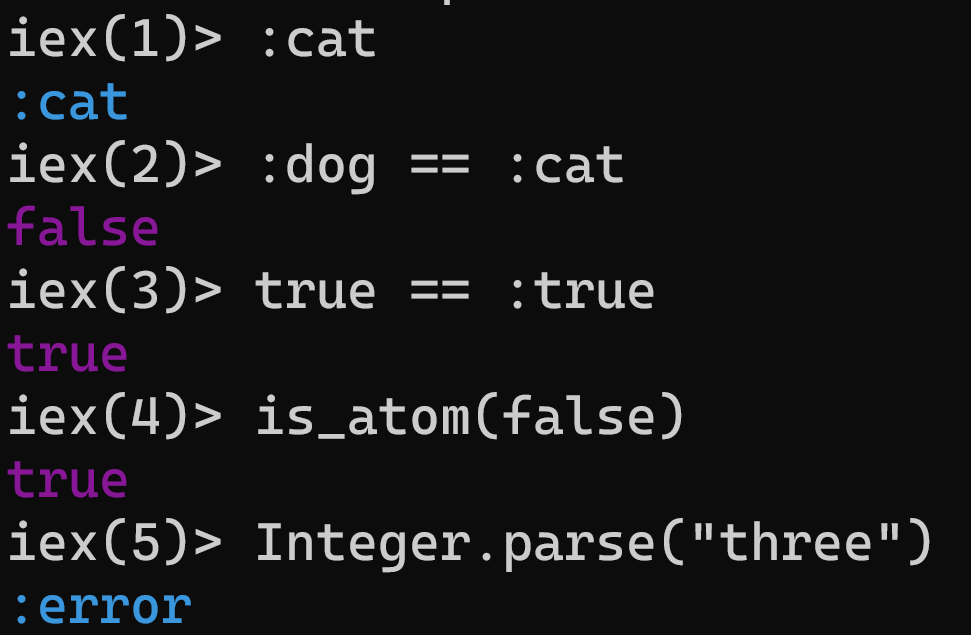 iex(1)> :cat
:cat
iex(2)> :dog == :cat
false
iex(3)> true == :true
true
iex(4)> is_atom(false)
true
iex(5)> Integer.parse("three")
:error